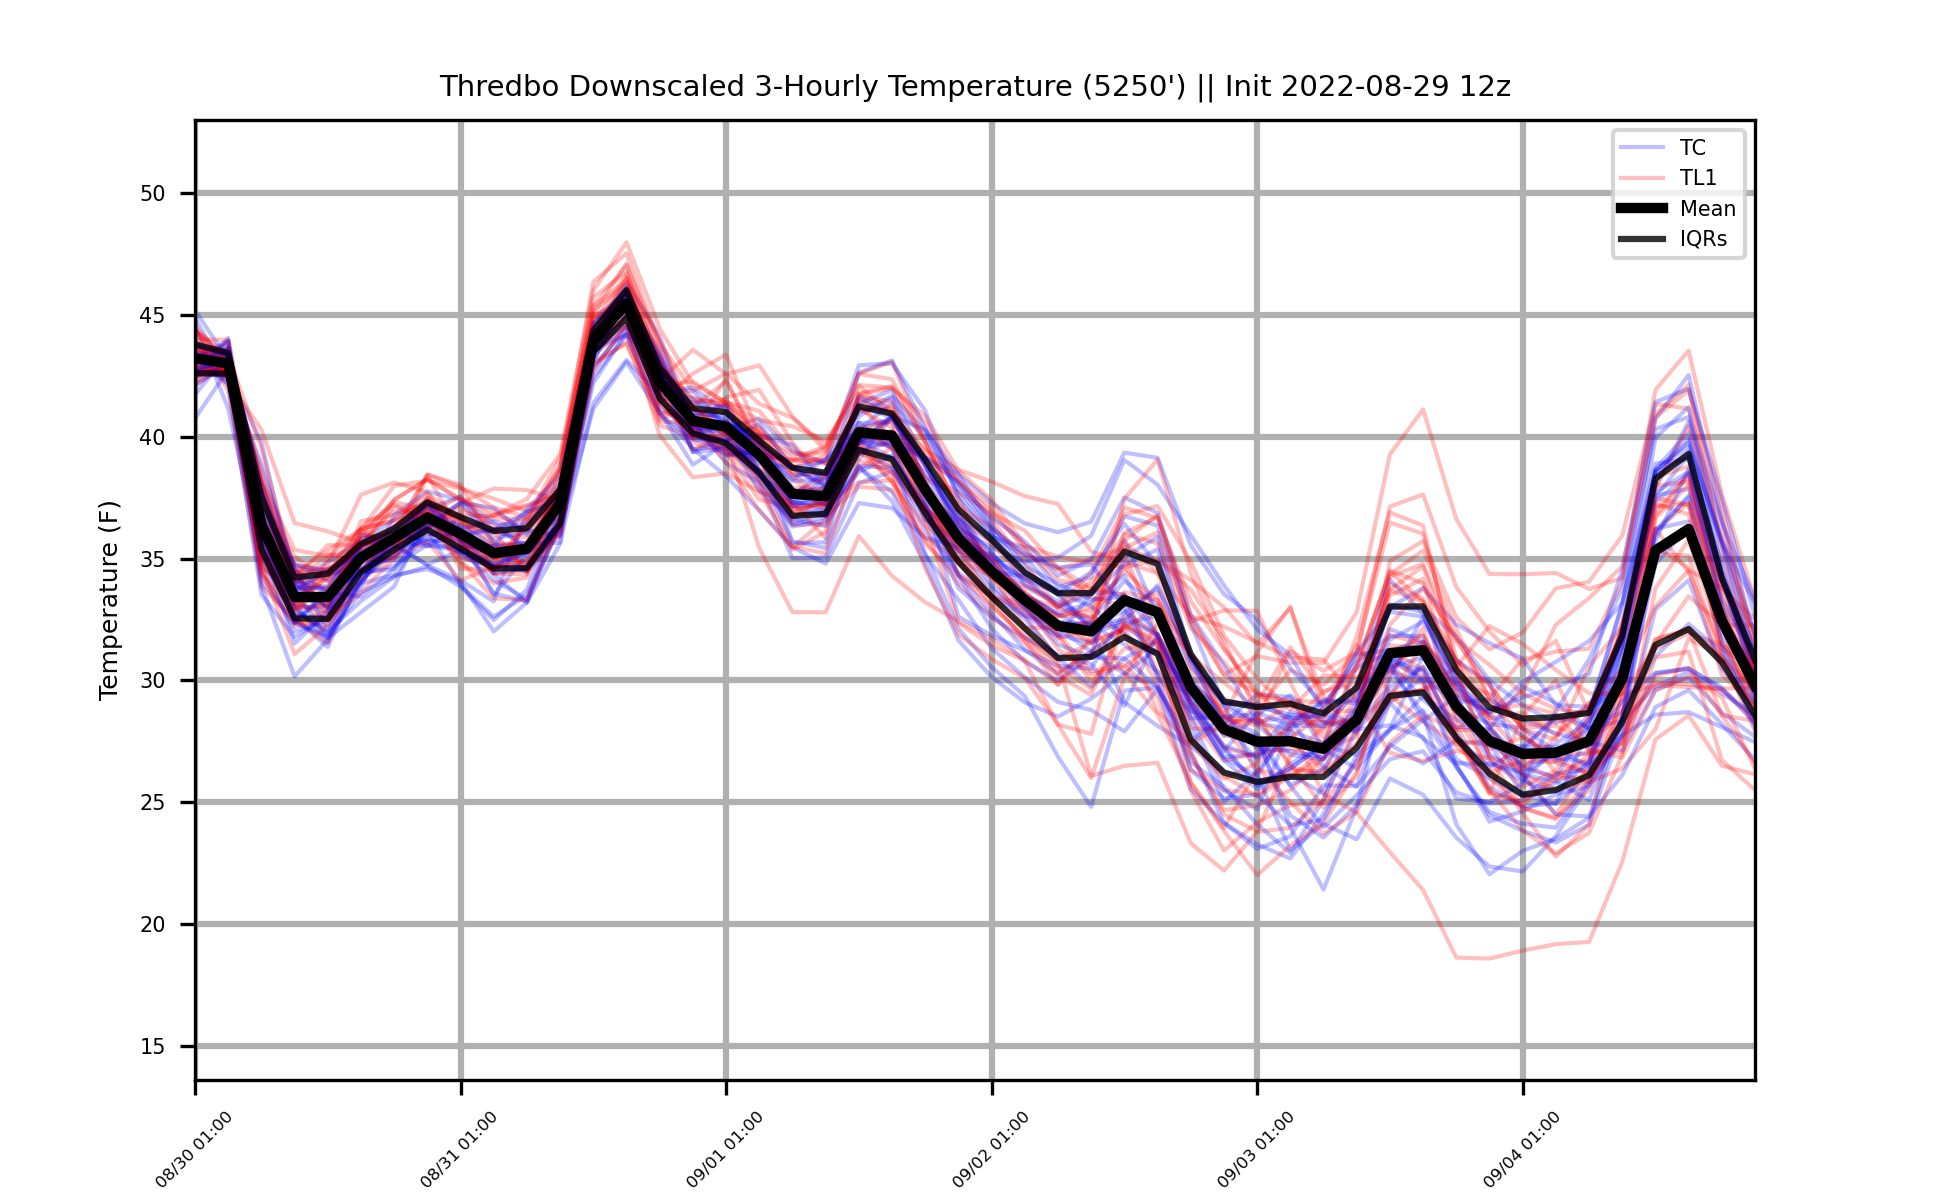 Thredbo Downscaled 3-Hourly Temperature (5250') || Init 2022-08-29 12z
TC
TL1
Mean
IQRs
Temperature (F)
50
45
40
35
30
25
20
15
08/30 01:00
08/31 01:00
09/01 01:00
09/02 01:00
09/03 01:00
09/04 01:00